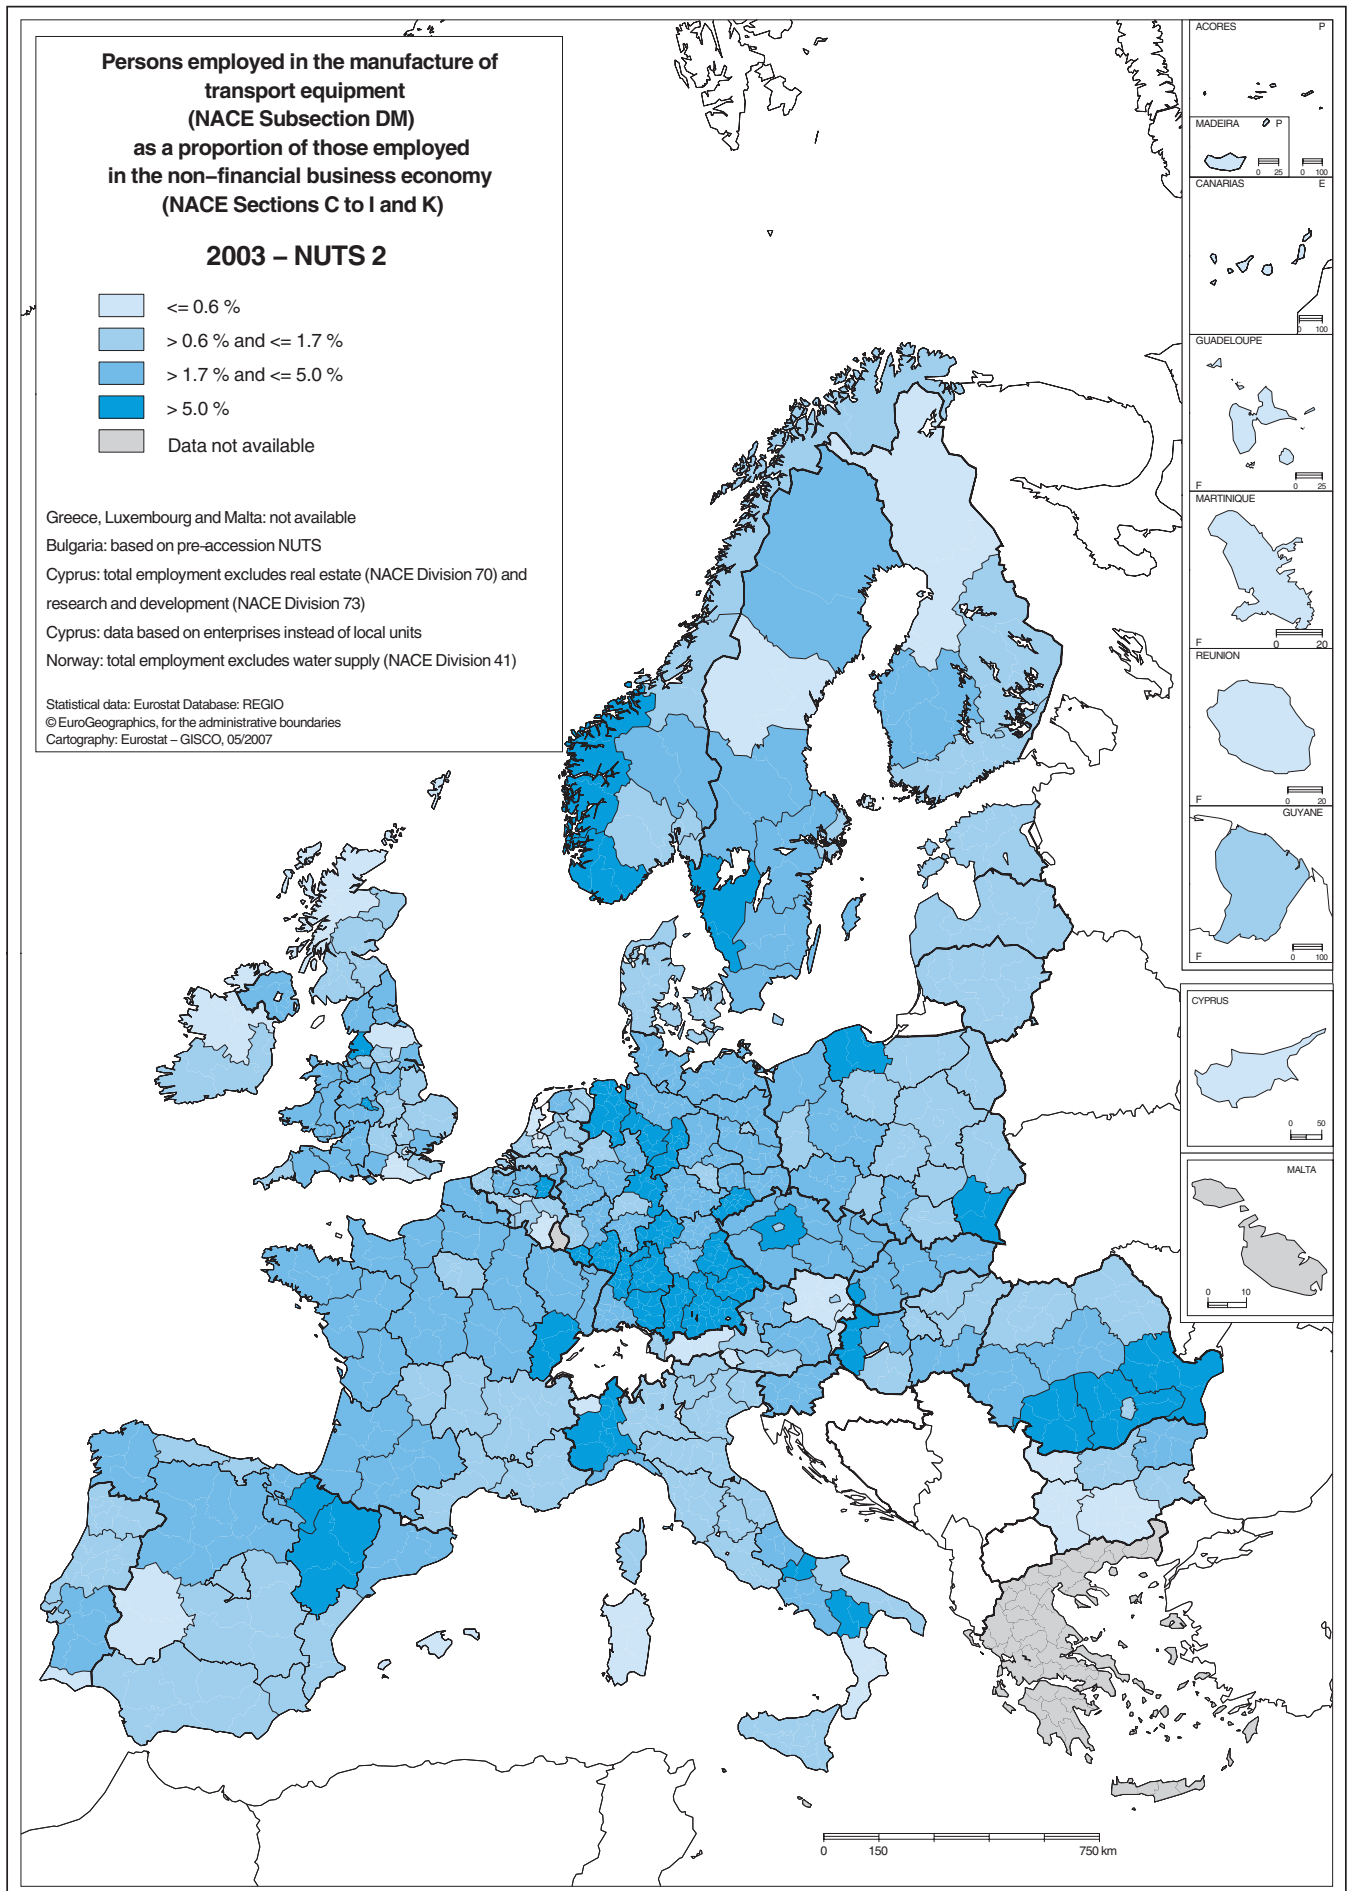 Persons employed in the manufacture of
transport equipment
(NACE Subsection DM)
as a proportion of those employed
in the non–financial business economy
(NACE Sections C to I and K)
2003 – NUTS 2
<= 0.6 %
> 0.6 % and <= 1.7 %
> 1.7 % and <= 5.0 %
> 5.0 %
Data not available
Greece, Luxembourg and Malta: not available
Bulgaria: based on pre-accession NUTS
Cyprus: total employment excludes real estate (NACE Division 70) and
research and development (NACE Division 73)
Cyprus: data based on enterprises instead of local units
Norway: total employment excludes water supply (NACE Division 41)
Statistical data: Eurostat Database: REGIO
© EuroGeographics, for the administrative boundaries
Cartography: Eurostat – GISCO, 05/2007
ACORES P
MADEIRA P
0 25 0 100
CANARIAS E
0 100
GUADELOUPE
F 0 25
MARTINIQUE
F 0 20
REUNION
F 0 20
GUYANE
F 0 100
CYPRUS
0 50
MALTA
0 10
0 150 750 km